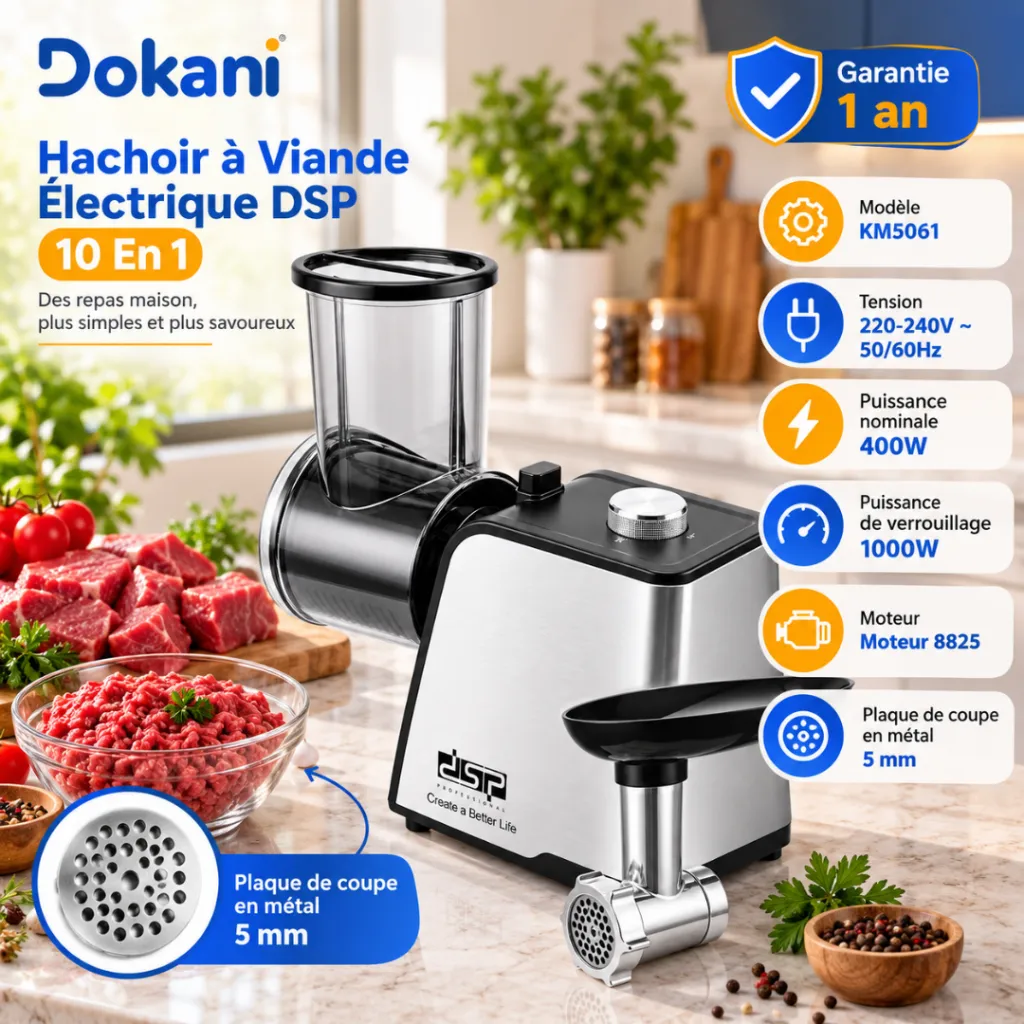 Dokani
Hachoir à Viande
Électrique DSP
10 En 1
Des repas maison,
plus simples et plus savoureux
Garantie
1 an
Modèle
KM5061
Tension
220-240V ~
50/60Hz
Puissance
nominale
400W
Puissance
de verrouillage
1000W
Moteur
Moteur 8825
Plaque de coupe
en métal
5 mm
dsp
PROFESSIONAL
Create a Better Life
Plaque de coupe
en métal
5 mm